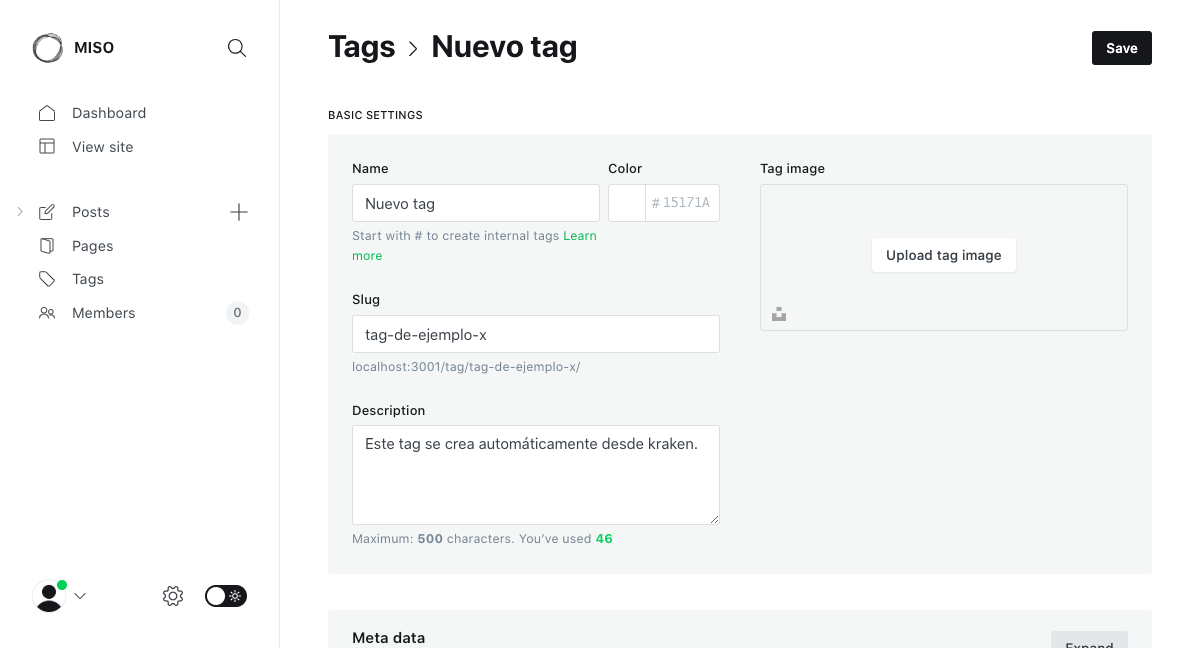 MISO
Dashboard
View site
Posts
Pages
Tags
Members
0
Tags
Nuevo tag
Save
BASIC SETTINGS
Name
Color
Tag image
Nuevo tag
# 15171A
Start with # to create internal tags Learn
more
Upload tag image
Slug
tag-de-ejemplo-x
localhost:3001/tag/tag-de-ejemplo-x/
Description
Este tag se crea automáticamente desde kraken.
Maximum: 500 characters. You’ve used 46
Meta data
Expand